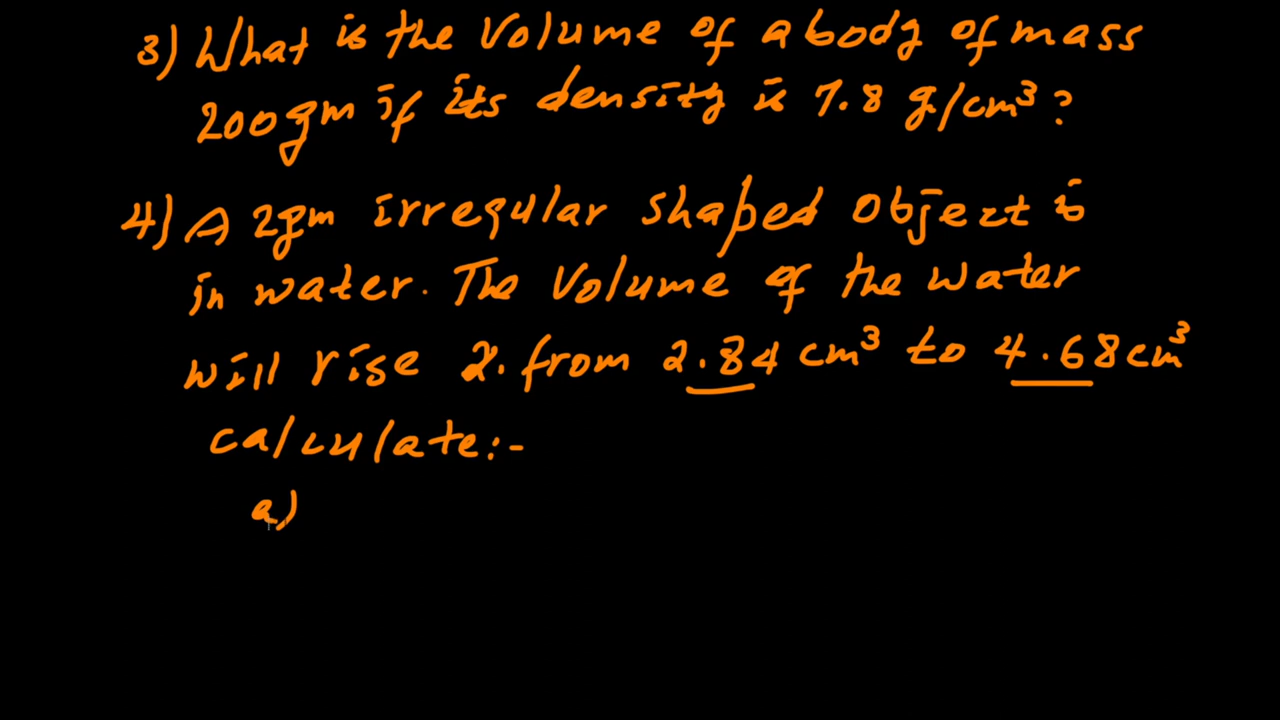 3) What is the Volume of a body of mass
200gm if its density is 7.8 g/cm³?
4) A 2gm irregular shaped object is
in water. The Volume of the water
will rise 2. from 2.84 cm³ to 4.68cm³
calculate:-
a)